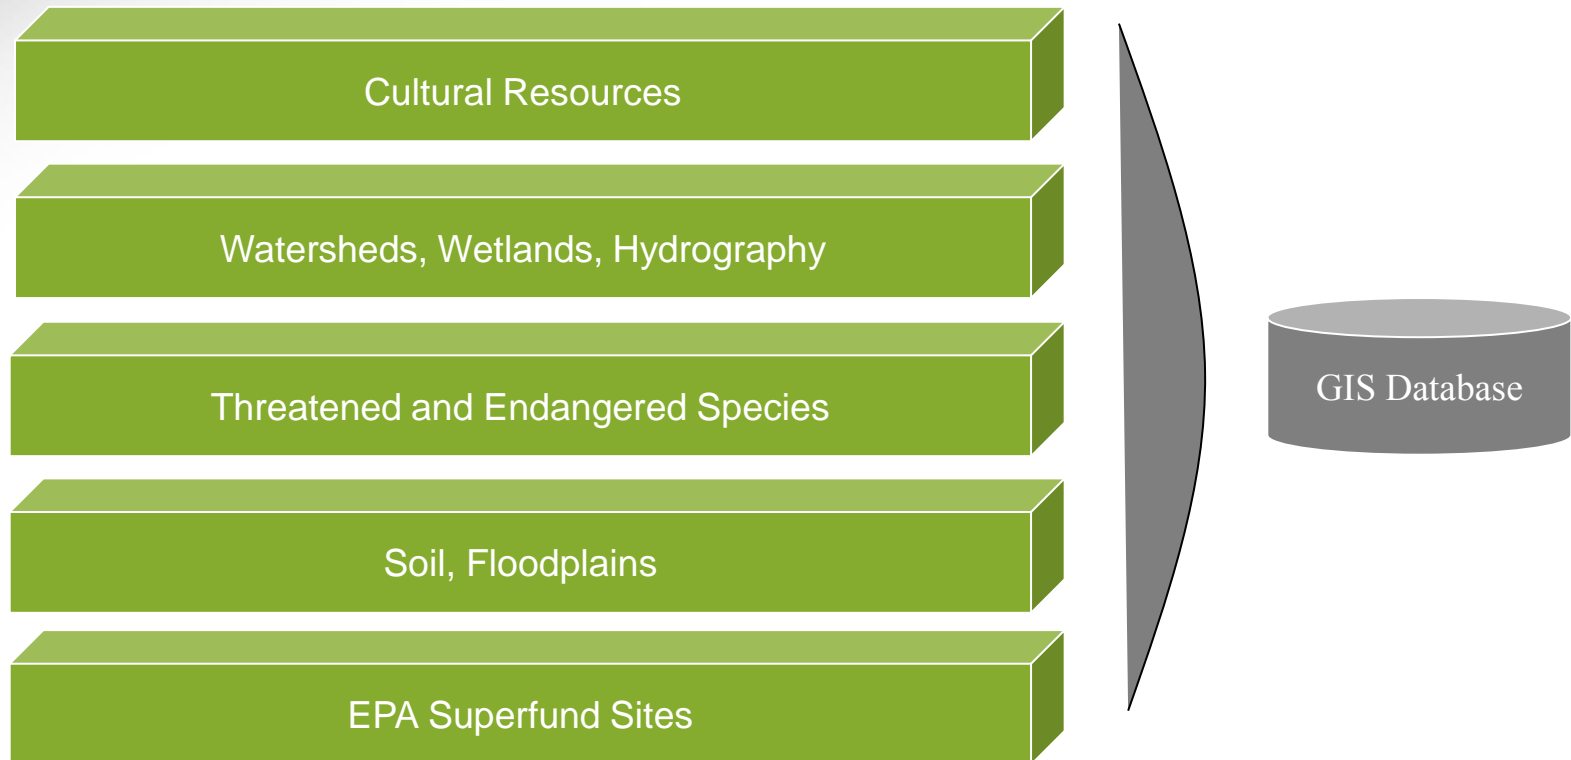 Cultural Resources
Watersheds, Wetlands, Hydrography
Threatened and Endangered Species
Soil, Floodplains
EPA Superfund Sites
GIS Database